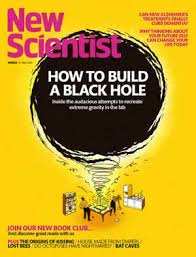 New
Scientist
CAN NEW ALZHEIMER'S
TREATMENTS FINALLY
CURB DEMENTIA?
WHY THINKING ABOUT
YOUR FUTURE SELF
CAN CHANGE YOUR
LIFE TODAY
WEEKLY
HOW TO BUILD
A BLACK HOLE
Inside the audacious attempts to recreate
extreme gravity in the lab
JOIN OUR NEW BOOK CLUB...
And discover great reads with us
PLUS THE ORIGINS OF KISSING / HOUSE MADE FROM DIAPERS /
LOST BEES / DO OCTOPUSES HAVE NIGHTMARES? / BAT CAVES